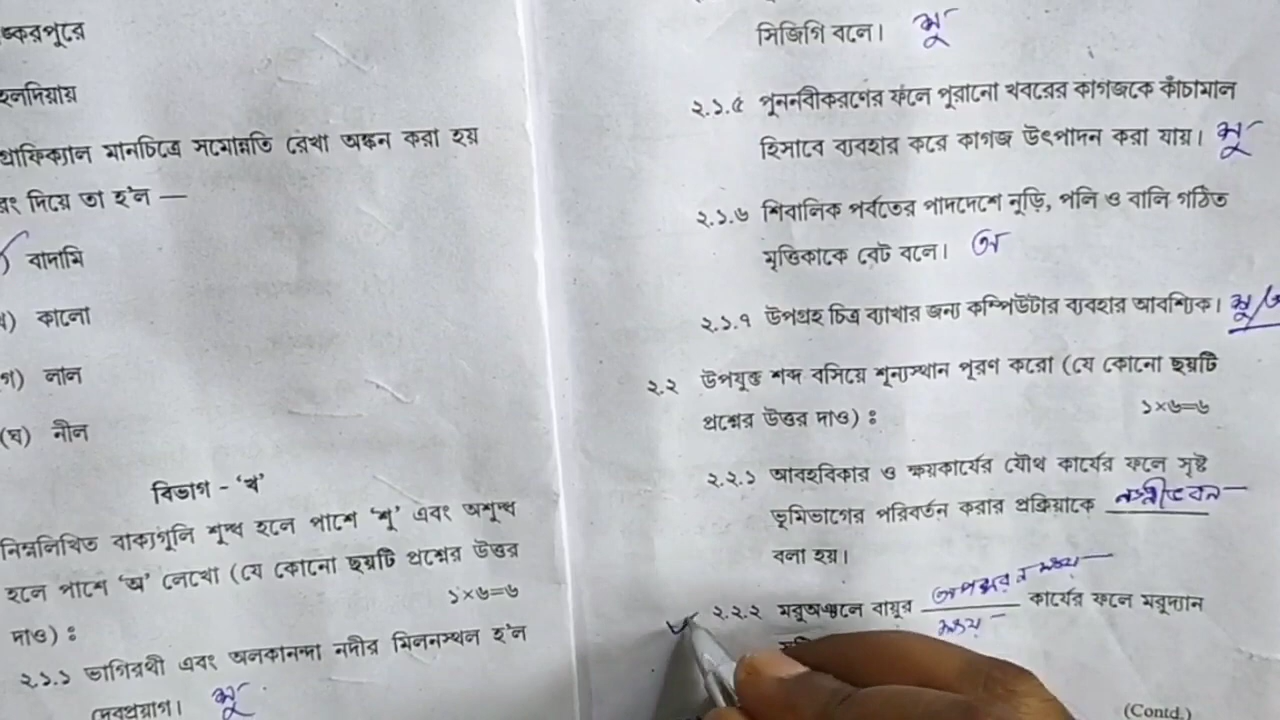 ঙ্করপুরে
হলদিয়ায়
গ্রাফিক্যাল মানচিত্রে সমোন্নতি রেখা অঙ্কন করা হয়
রং দিয়ে তা হ'ল —
বাদামি
কালো
গ) লাল
(ঘ) নীল
বিভাগ - 'খ'
নিম্নলিখিত বাক্যগুলি শুদ্ধ হলে পাশে 'শু' এবং অশুদ্ধ
হলে পাশে 'অ' লেখো (যে কোনো ছয়টি প্রশ্নের উত্তর
দাও) : ১×৬=৬
২.১.১ ভাগিরথী এবং অলকানন্দা নদীর মিলনস্থল হ'ল
দেবপ্রয়াগ। শু
সিজিগি বলে। শু
২.১.৫ পুনর্নবীকরণের ফলে পুরানো খবরের কাগজকে কাঁচামাল
হিসাবে ব্যবহার করে কাগজ উৎপাদন করা যায়। শু
২.১.৬ শিবালিক পর্বতের পাদদেশে নুড়ি, পলি ও বালি গঠিত
মৃত্তিকাকে বেট বলে। অ
২.১.৭ উপগ্রহ চিত্র ব্যাখার জন্য কম্পিউটার ব্যবহার আবশ্যিক। শু/অ
২.২ উপযুক্ত শব্দ বসিয়ে শূন্যস্থান পূরণ করো (যে কোনো ছয়টি
প্রশ্নের উত্তর দাও) : ১×৬=৬
২.২.১ আবহবিকার ও ক্ষয়কার্যের যৌথ কার্যের ফলে সৃষ্ট
ভূমিভাগের পরিবর্তন করার প্রক্রিয়াকে নগ্নীভবন
বলা হয়।
২.২.২ মরুঅঞ্চলে বায়ুর ক্ষয় কার্যের ফলে মরুদ্যান
(Contd.)